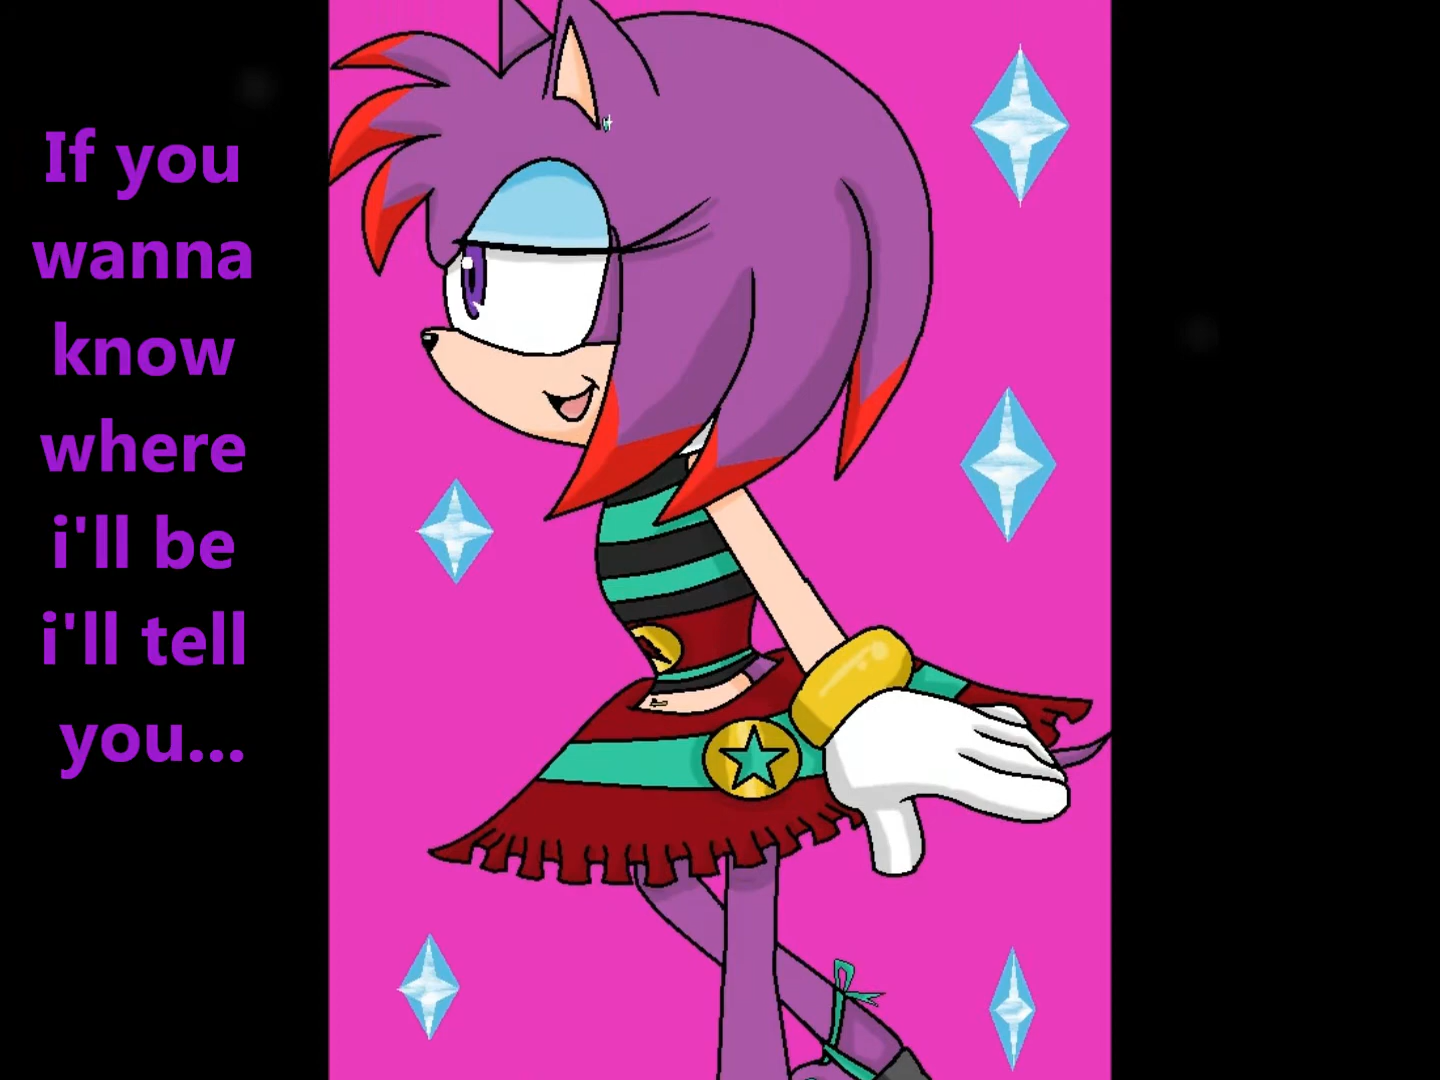 If you
wanna
know
where
i'll be
i'll tell
you...